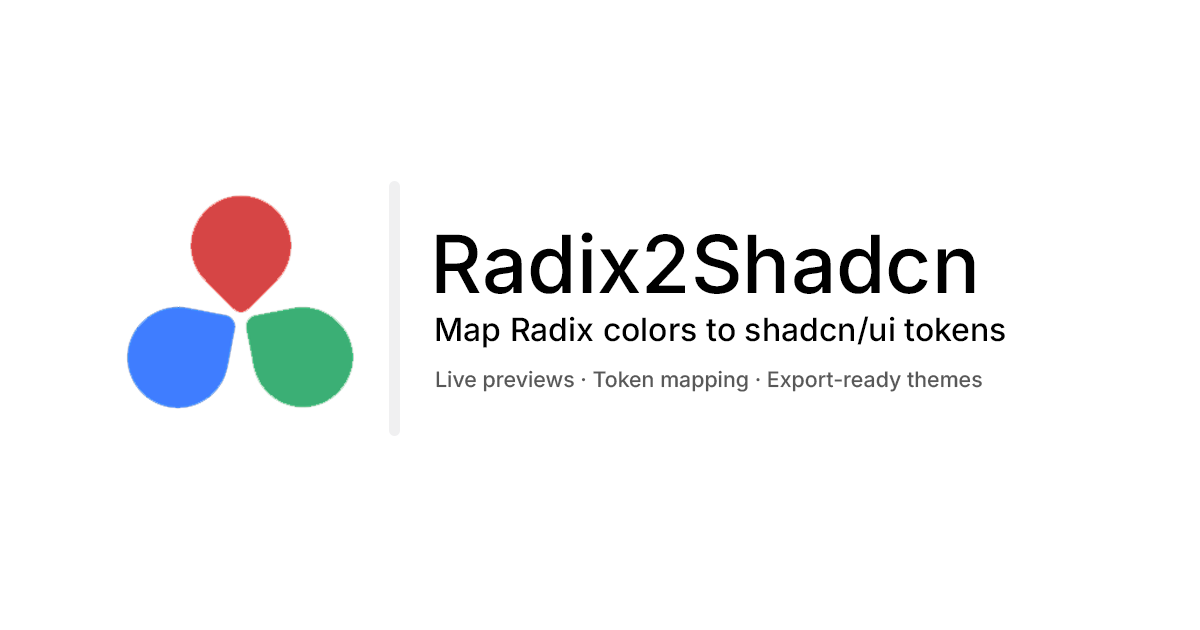 Radix2Shadcn
Map Radix colors to shadcn/ui tokens
Live previews · Token mapping · Export-ready themes